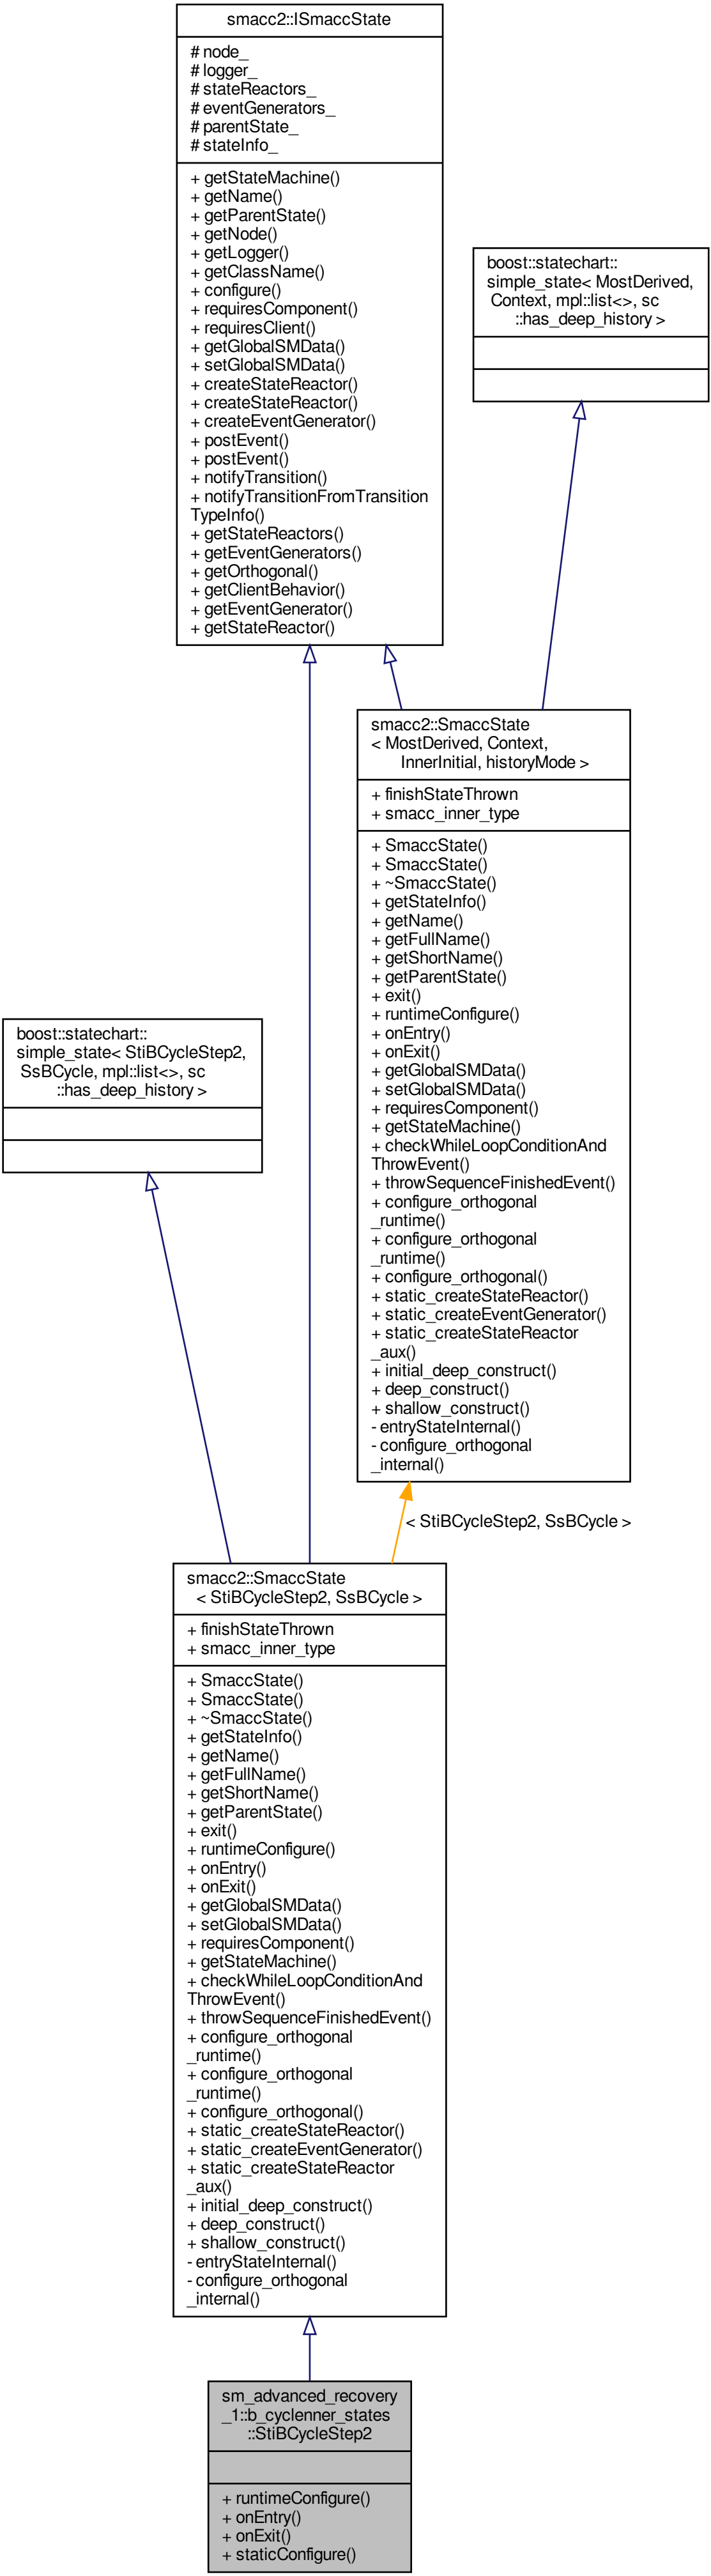 smacc2::ISmaccState
# node_
# logger_
# stateReactors_
# eventGenerators_
# parentState_
# stateInfo_
+ getStateMachine()
+ getName()
+ getParentState()
+ getNode()
+ getLogger()
+ getClassName()
+ configure()
+ requiresComponent()
+ requiresClient()
+ getGlobalSMData()
+ setGlobalSMData()
+ createStateReactor()
+ createStateReactor()
+ createEventGenerator()
+ postEvent()
+ postEvent()
+ notifyTransition()
+ notifyTransitionFromTransition
TypeInfo()
+ getStateReactors()
+ getEventGenerators()
+ getOrthogonal()
+ getClientBehavior()
+ getEventGenerator()
+ getStateReactor()
boost::statechart::
simple_state< MostDerived,
Context, mpl::list<>, sc
::has_deep_history >
smacc2::SmaccState
< MostDerived, Context,
InnerInitial, historyMode >
+ finishStateThrown
+ smacc_inner_type
+ SmaccState()
+ SmaccState()
+ ~SmaccState()
+ getStateInfo()
+ getName()
+ getFullName()
+ getShortName()
+ getParentState()
+ exit()
+ runtimeConfigure()
+ onEntry()
+ onExit()
+ getGlobalSMData()
+ setGlobalSMData()
+ requiresComponent()
+ getStateMachine()
+ checkWhileLoopConditionAnd
ThrowEvent()
+ throwSequenceFinishedEvent()
+ configure_orthogonal
_runtime()
+ configure_orthogonal
_runtime()
+ configure_orthogonal()
+ static_createStateReactor()
+ static_createEventGenerator()
+ static_createStateReactor
_aux()
+ initial_deep_construct()
+ deep_construct()
+ shallow_construct()
- entryStateInternal()
- configure_orthogonal
_internal()
boost::statechart::
simple_state< StiBCycleStep2,
SsBCycle, mpl::list<>, sc
::has_deep_history >
< StiBCycleStep2, SsBCycle >
smacc2::SmaccState
< StiBCycleStep2, SsBCycle >
+ finishStateThrown
+ smacc_inner_type
+ SmaccState()
+ SmaccState()
+ ~SmaccState()
+ getStateInfo()
+ getName()
+ getFullName()
+ getShortName()
+ getParentState()
+ exit()
+ runtimeConfigure()
+ onEntry()
+ onExit()
+ getGlobalSMData()
+ setGlobalSMData()
+ requiresComponent()
+ getStateMachine()
+ checkWhileLoopConditionAnd
ThrowEvent()
+ throwSequenceFinishedEvent()
+ configure_orthogonal
_runtime()
+ configure_orthogonal
_runtime()
+ configure_orthogonal()
+ static_createStateReactor()
+ static_createEventGenerator()
+ static_createStateReactor
_aux()
+ initial_deep_construct()
+ deep_construct()
+ shallow_construct()
- entryStateInternal()
- configure_orthogonal
_internal()
sm_advanced_recovery
_1::b_cyclenner_states
::StiBCycleStep2
+ runtimeConfigure()
+ onEntry()
+ onExit()
+ staticConfigure()